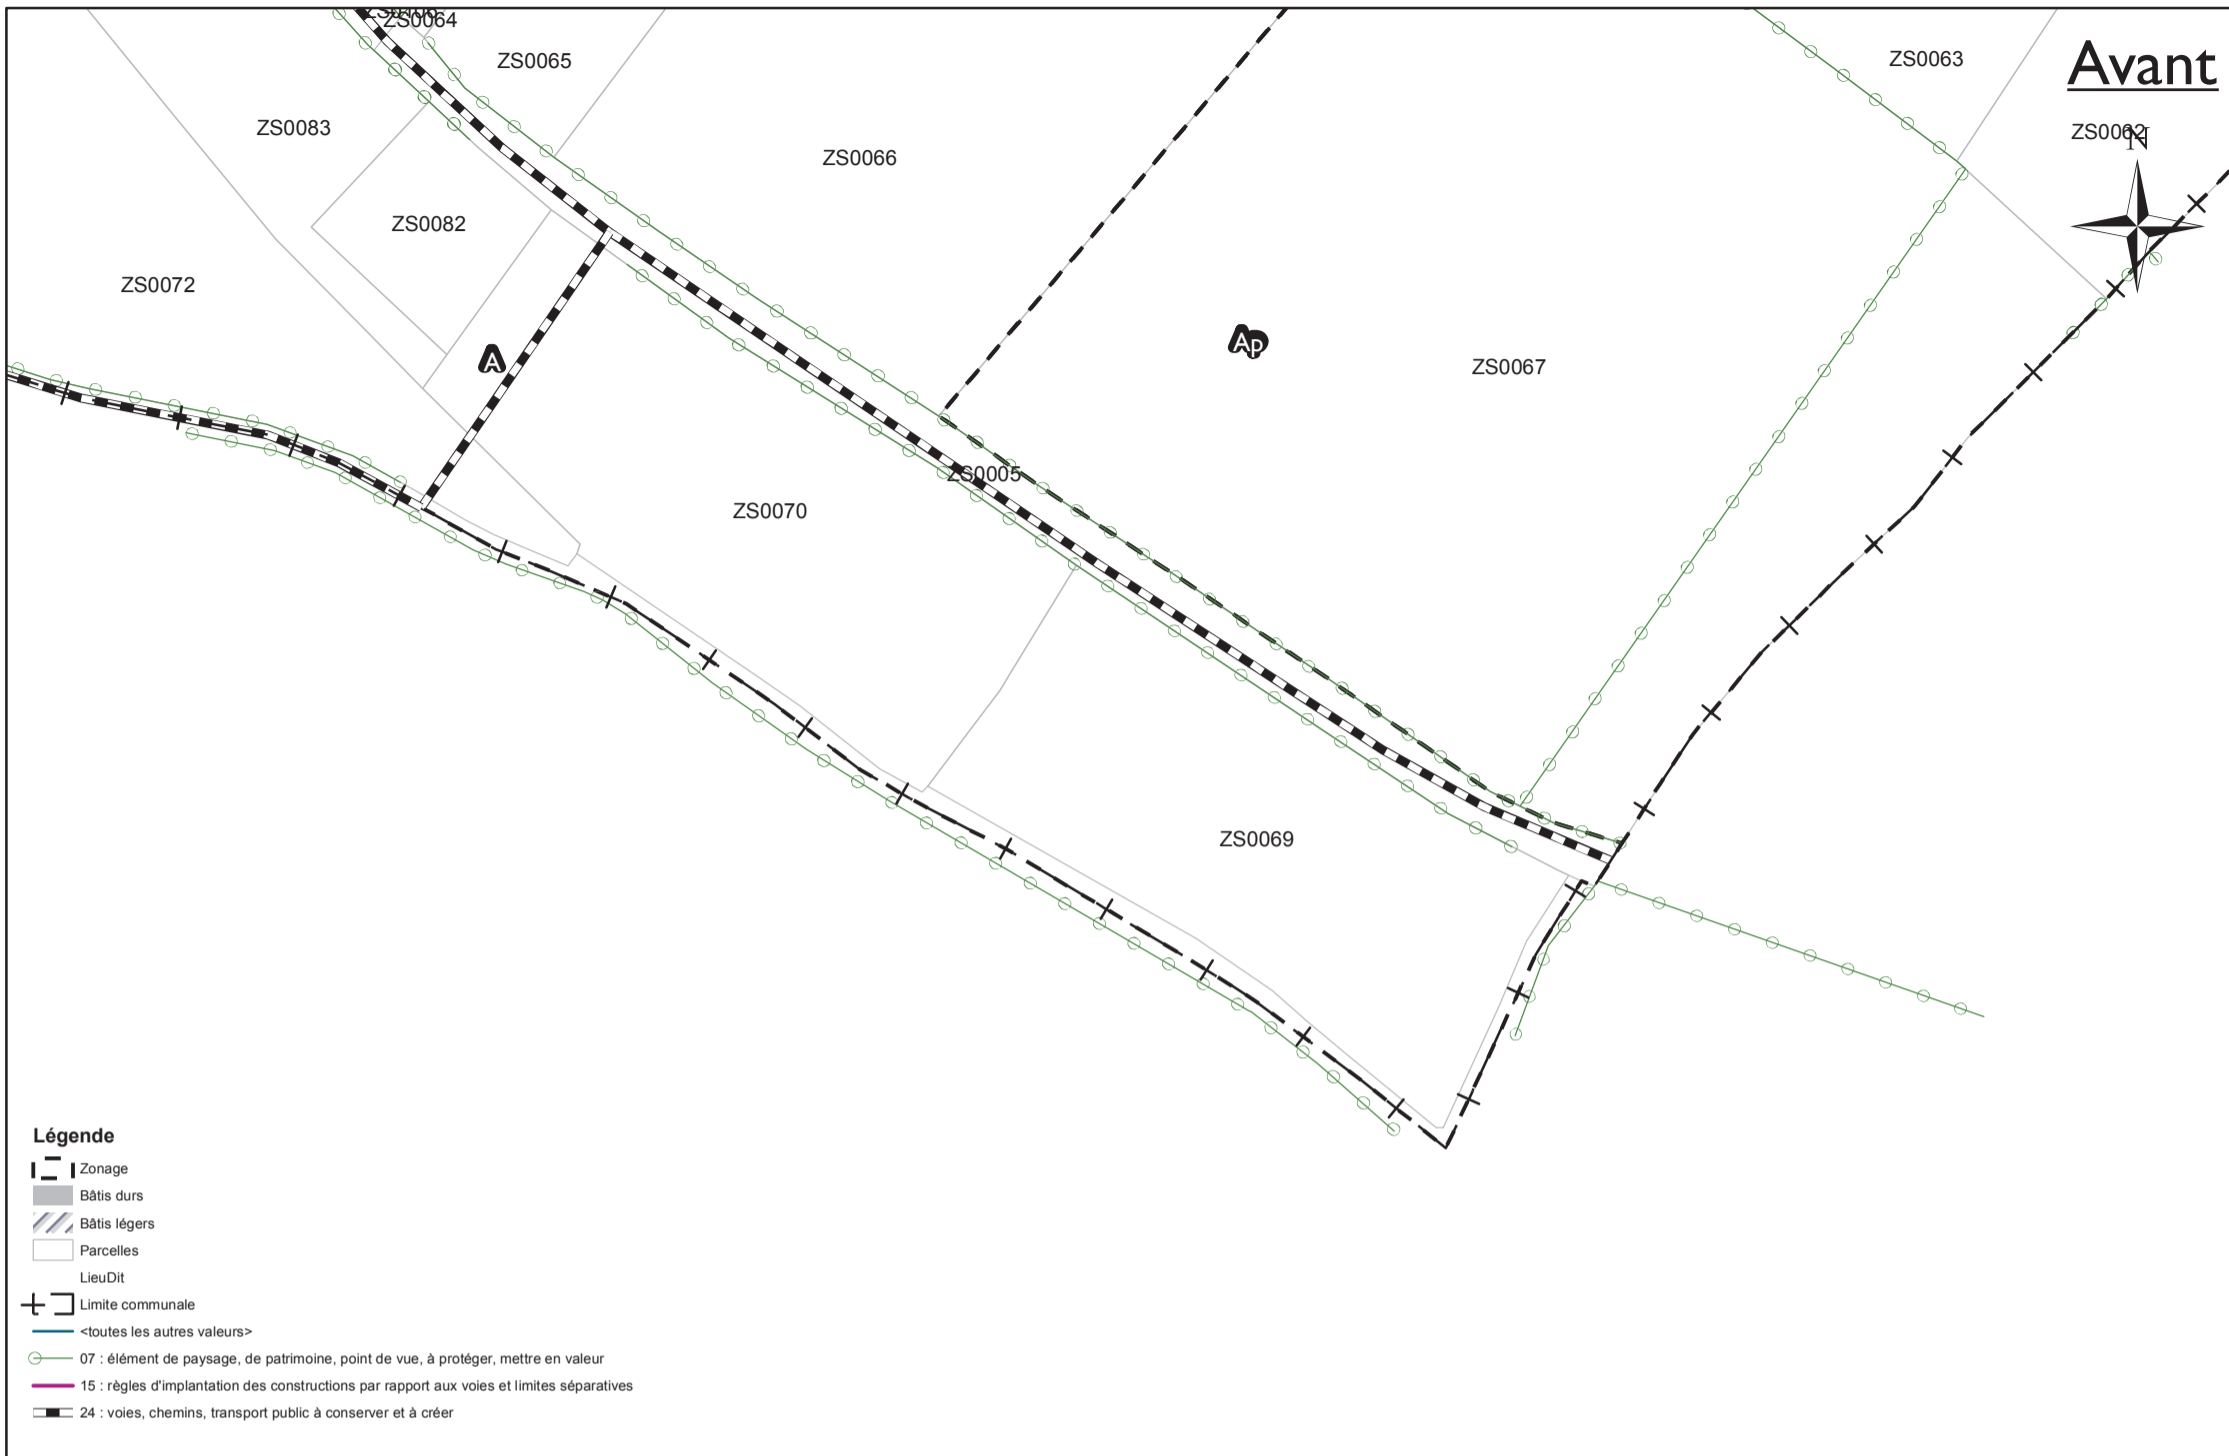 ZS0064
ZS0065
ZS0063
Avant
ZS0083
ZS0066
ZS0062
N
ZS0082
ZS0072
A
Ap
ZS0067
ZS0005
ZS0070
ZS0069
Légende
Zonage
Bâtis durs
Bâtis légers
Parcelles
LieuDit
Limite communale
<toutes les autres valeurs>
07 : élément de paysage, de patrimoine, point de vue, à protéger, mettre en valeur
15 : règles d'implantation des constructions par rapport aux voies et limites séparatives
24 : voies, chemins, transport public à conserver et à créer